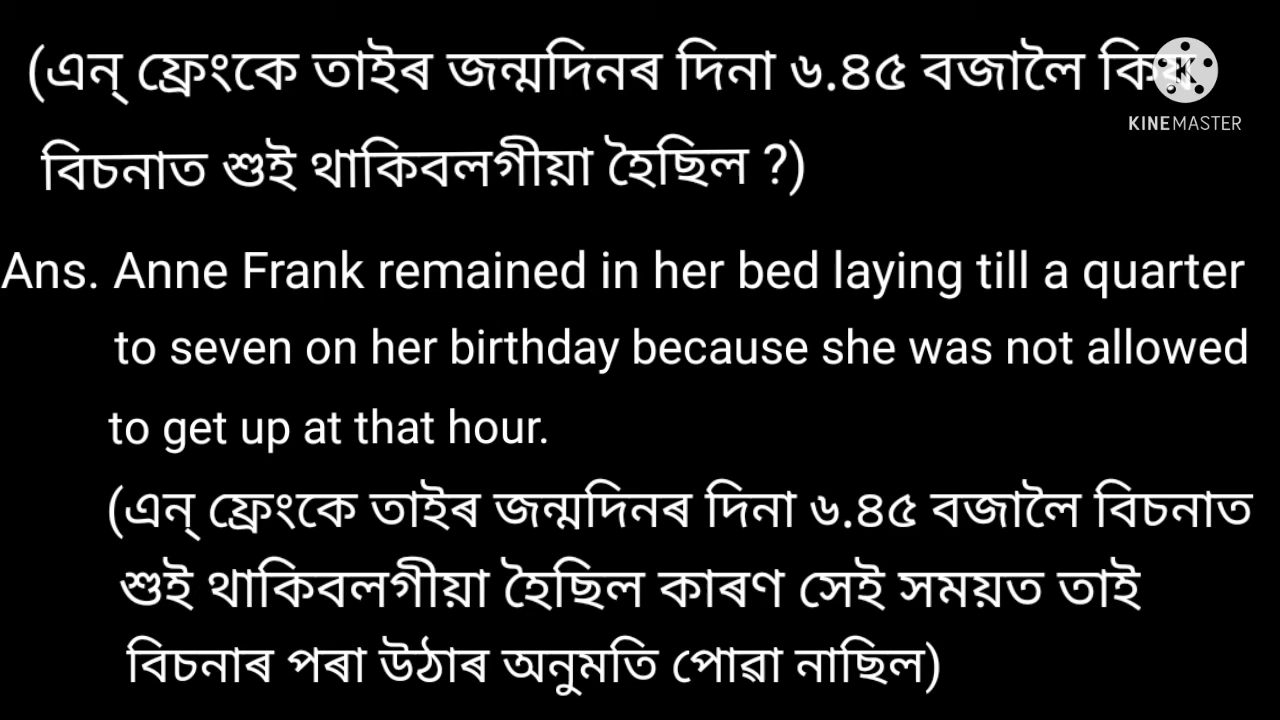 (এন্ ফ্ৰেংকে তাইৰ জন্মদিনৰ দিনা ৬.৪৫ বজালৈ কিয়
KINEMASTER
বিচনাত শুই থাকিবলগীয়া হৈছিল ?)
Ans. Anne Frank remained in her bed laying till a quarter
to seven on her birthday because she was not allowed
to get up at that hour.
(এন্ ফ্ৰেংকে তাইৰ জন্মদিনৰ দিনা ৬.৪৫ বজালৈ বিচনাত
শুই থাকিবলগীয়া হৈছিল কাৰণ সেই সময়ত তাই
বিচনাৰ পৰা উঠাৰ অনুমতি পোৱা নাছিল)